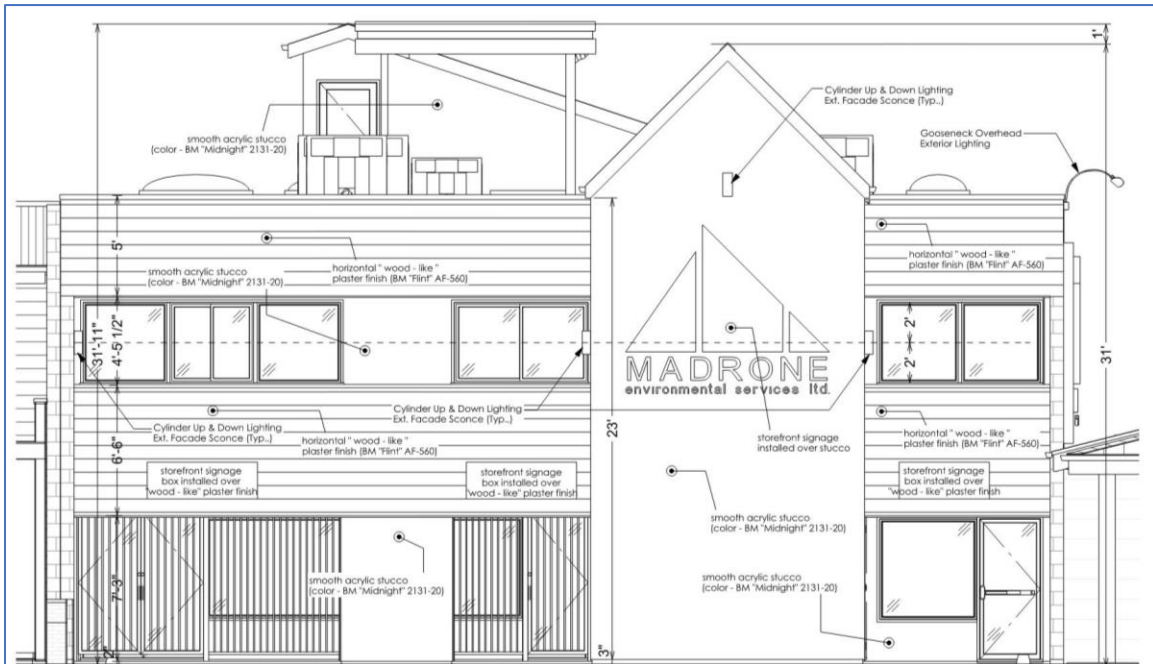 1'
Cylinder Up & Down Lighting
Ext. Facade Sconce (Typ..)
Gooseneck Overhead
Exterior Lighting
smooth acrylic stucco
(color - BM "Midnight" 2131-20)
5'
smooth acrylic stucco
(color - BM "Midnight" 2131-20)
horizontal " wood - like "
plaster finish (BM "Flint" AF-560)
horizontal " wood - like "
plaster finish (BM "Flint" AF-560)
31'-11"
4'-5 1/2"
2'
2'
31'
MADRONE
environmental services ltd.
Cylinder Up & Down Lighting
Ext. Facade Sconce (Typ..)
Cylinder Up & Down Lighting
Ext. Facade Sconce (Typ..)
horizontal " wood - like "
plaster finish (BM "Flint" AF-560)
6'-6"
23'
storefront signage
installed over stucco
horizontal " wood - like "
plaster finish (BM "Flint" AF-560)
storefront signage
box installed over
"wood - like" plaster finish
storefront signage
box installed over
"wood - like" plaster finish
storefront signage
box installed over
"wood - like" plaster finish
smooth acrylic stucco
(color - BM "Midnight" 2131-20)
7'-3"
smooth acrylic stucco
(color - BM "Midnight" 2131-20)
smooth acrylic stucco
(color - BM "Midnight" 2131-20)
2"
3"